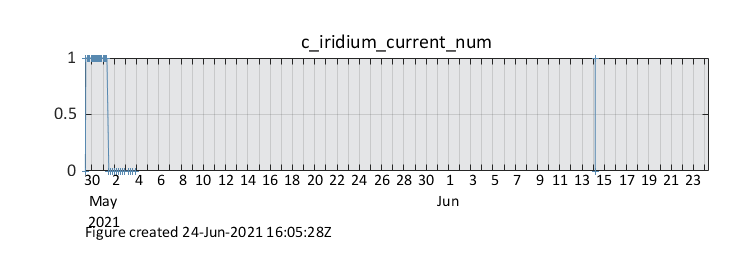 c_iridium_current_num
1
0.5
0
30 2 4 6 8 10 12 14 16 18 20 22 24 26 28 30 1 3 5 7 9 11 13 15 17 19 21 23
May Jun
2021
Figure created 24-Jun-2021 16:05:28Z